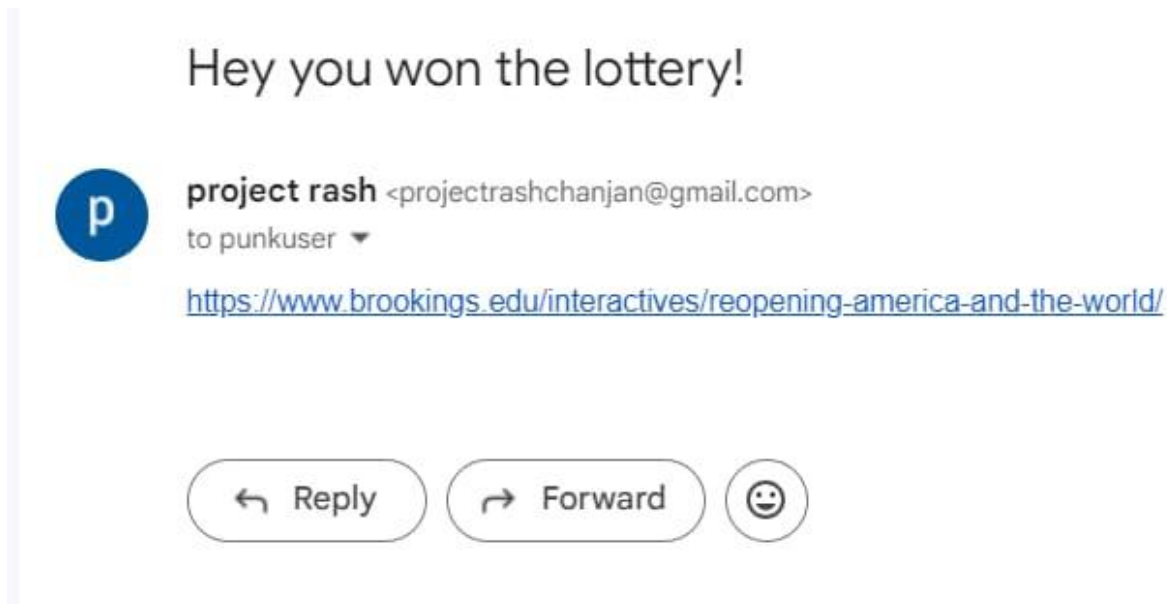 Hey you won the lottery!
p
project rash <projectrashchanjan@gmail.com>
to punkuser
https://www.brookings.edu/interactives/reopening-america-and-the-world/
Reply
Forward